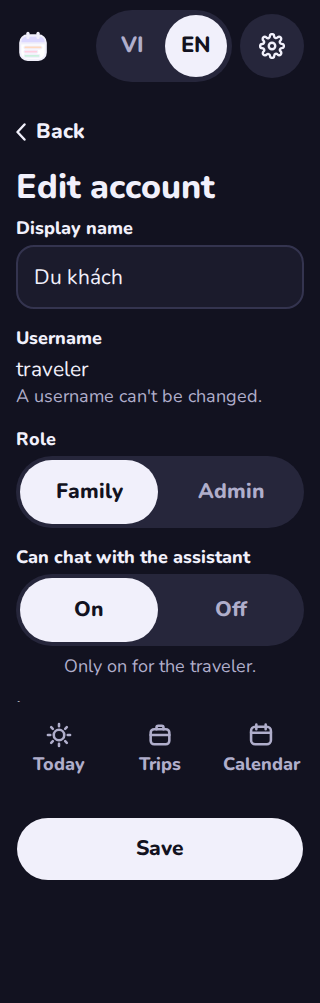 VI EN
Back
Edit account
Display name
Du khách
Username
traveler
A username can't be changed.
Role
Family Admin
Can chat with the assistant
On Off
Only on for the traveler.
Today Trips Calendar
Save